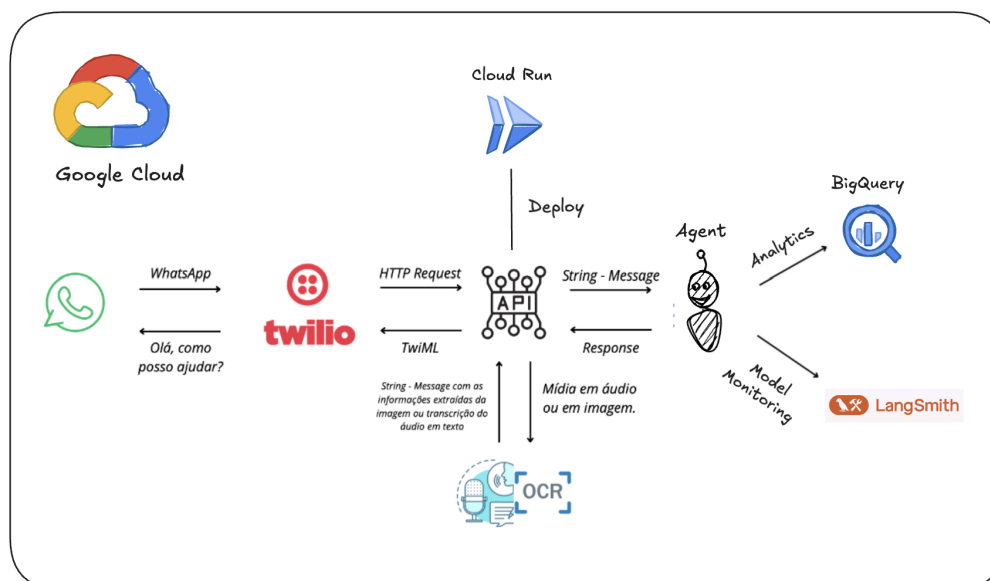 Cloud Run
Google Cloud
Deploy
BigQuery
Agent
Analytics
WhatsApp
HTTP Request
String - Message
API
twilio
Olá, como
posso ajudar?
TwiML
Response
String - Message com as
informações extraídas da
imagem ou transcrição do
áudio em texto
Mídia em áudio
ou em imagem.
Model
Monitoring
LangSmith
OCR